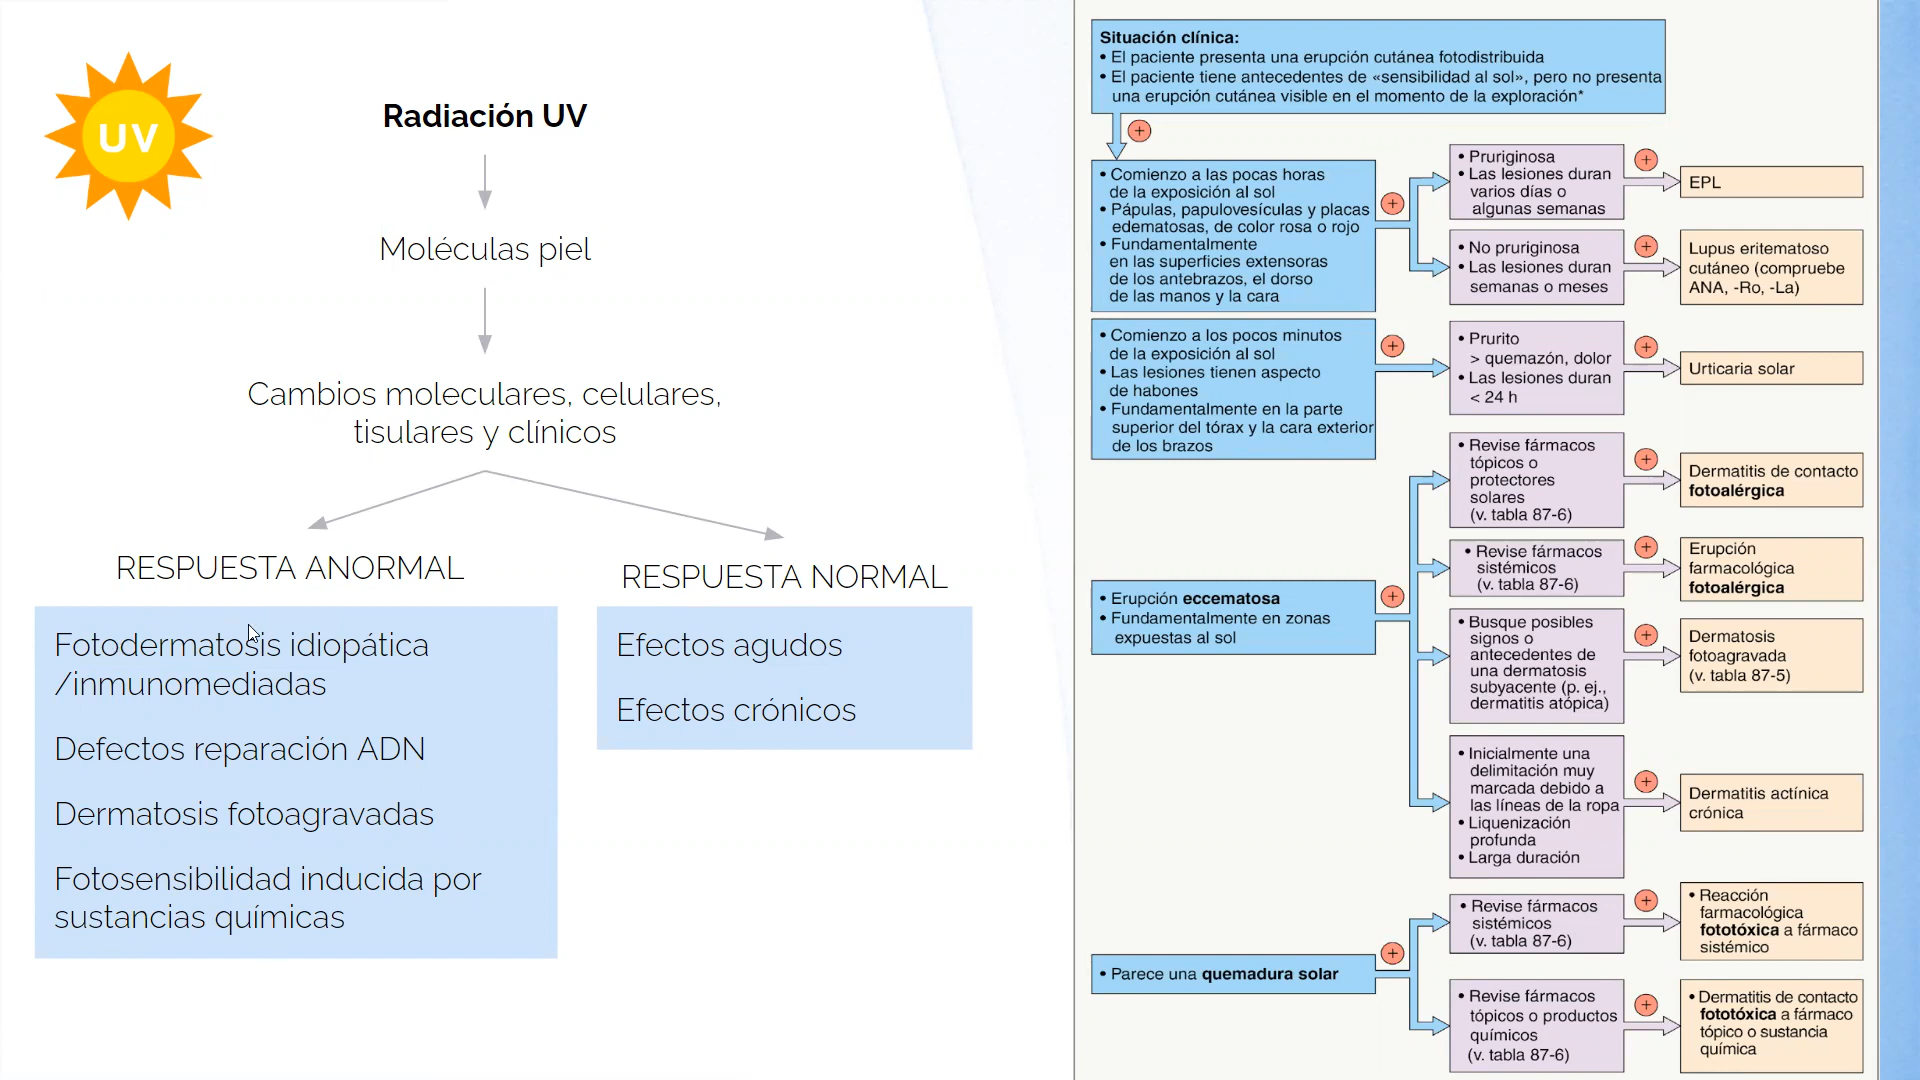 UV
Radiación UV
Moléculas piel
Cambios moleculares, celulares,
tisulares y clínicos
RESPUESTA ANORMAL
Fotodermatosis idiopática
/inmunomediadas
Defectos reparación ADN
Dermatosis fotoagravadas
Fotosensibilidad inducida por
sustancias químicas
RESPUESTA NORMAL
Efectos agudos
Efectos crónicos
Situación clínica:
• El paciente presenta una erupción cutánea fotodistribuida
• El paciente tiene antecedentes de «sensibilidad al sol», pero no presenta
una erupción cutánea visible en el momento de la exploración*
+
• Comienzo a las pocas horas
de la exposición al sol
• Pápulas, papulovesículas y placas
edematosas, de color rosa o rojo
• Fundamentalmente
en las superficies extensoras
de los antebrazos, el dorso
de las manos y la cara
+
• Pruriginosa
• Las lesiones duran
varios días o
algunas semanas
+
EPL
• No pruriginosa
• Las lesiones duran
semanas o meses
+
Lupus eritematoso
cutáneo (compruebe
ANA, -Ro, -La)
• Comienzo a los pocos minutos
de la exposición al sol
• Las lesiones tienen aspecto
de habones
• Fundamentalmente en la parte
superior del tórax y la cara exterior
de los brazos
+
• Prurito
> quemazón, dolor
• Las lesiones duran
< 24 h
+
Urticaria solar
• Erupción eccematosa
• Fundamentalmente en zonas
expuestas al sol
+
• Revise fármacos
tópicos o
protectores
solares
(v. tabla 87-6)
+
Dermatitis de contacto
fotoalérgica
• Revise fármacos
sistémicos
(v. tabla 87-6)
+
Erupción
farmacológica
fotoalérgica
• Busque posibles
signos o
antecedentes de
una dermatosis
subyacente (p. ej.,
dermatitis atópica)
+
Dermatosis
fotoagravada
(v. tabla 87-5)
• Inicialmente una
delimitación muy
marcada debido a
las líneas de la ropa
• Liquenización
profunda
• Larga duración
+
Dermatitis actínica
crónica
• Parece una quemadura solar
+
• Revise fármacos
sistémicos
(v. tabla 87-6)
+
• Reacción
farmacológica
fototóxica a fármaco
sistémico
• Revise fármacos
tópicos o productos
químicos
(v. tabla 87-6)
+
• Dermatitis de contacto
fototóxica a fármaco
tópico o sustancia
química